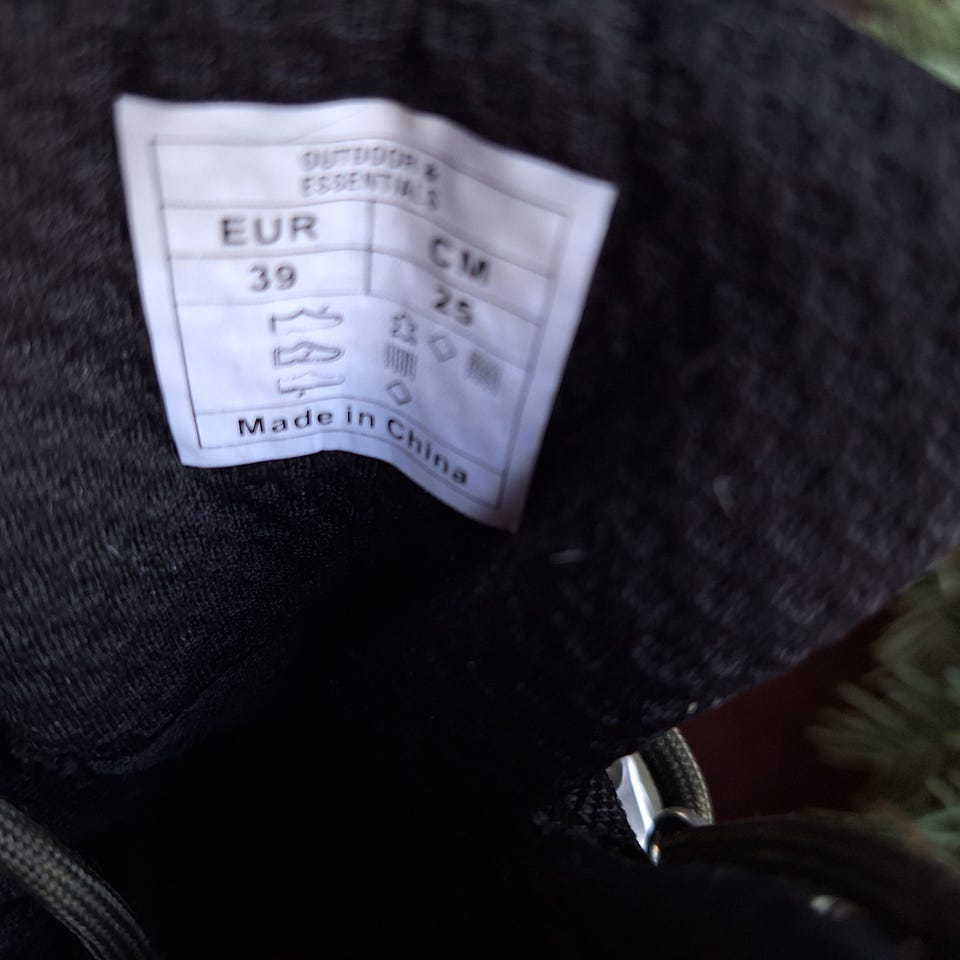 OUTDOOR &
ESSENTIALS
EUR CM
39 25
Made in China